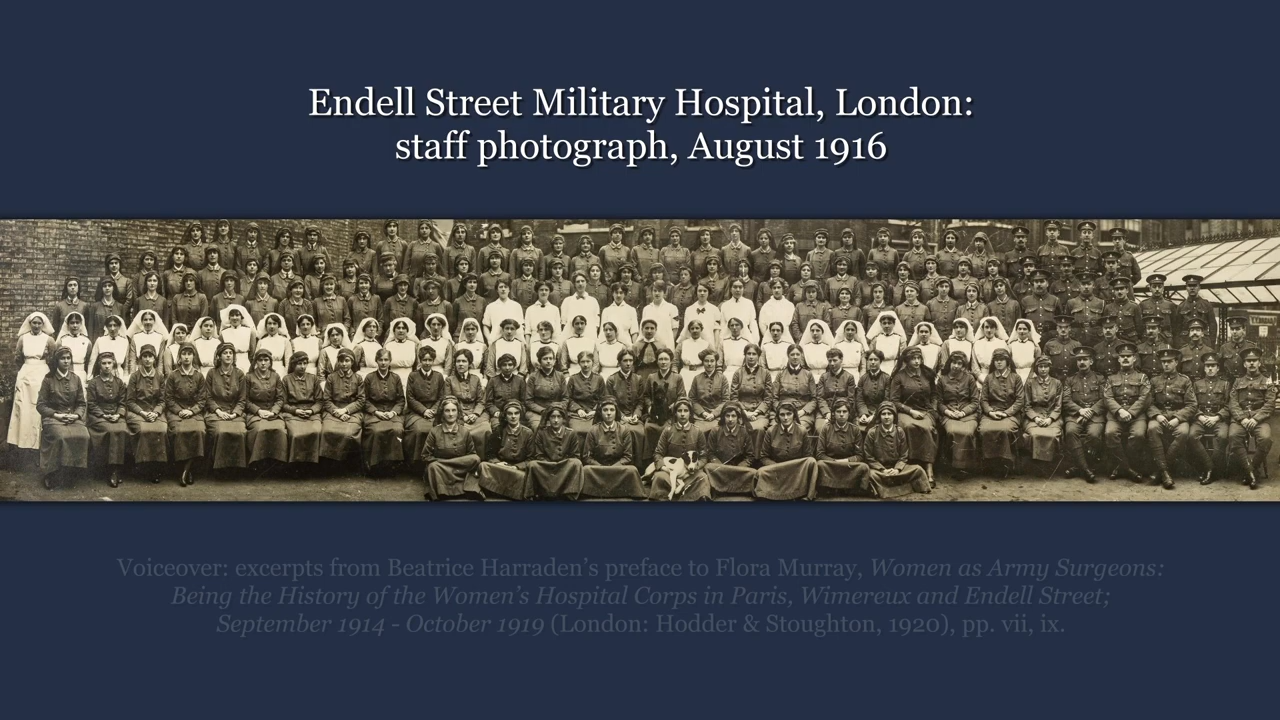 Endell Street Military Hospital, London:
staff photograph, August 1916
Voiceover: excerpts from Beatrice Harraden’s preface to Flora Murray, Women as Army Surgeons:
Being the History of the Women’s Hospital Corps in Paris, Wimereux and Endell Street;
September 1914 - October 1919 (London: Hodder & Stoughton, 1920), pp. vii, ix.